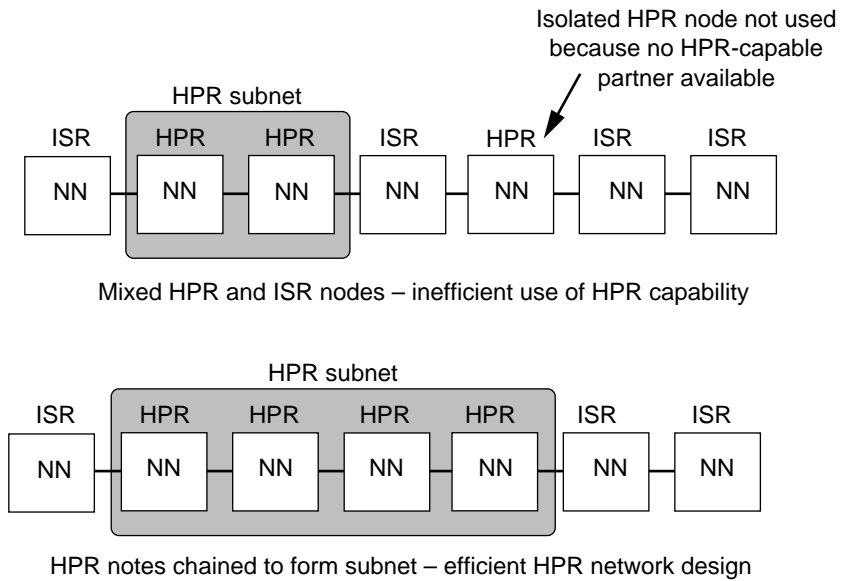 Isolated HPR node not used
because no HPR-capable
partner available
HPR subnet
ISR HPR HPR ISR HPR ISR ISR
NN NN NN NN NN NN NN
Mixed HPR and ISR nodes – inefficient use of HPR capability
HPR subnet
ISR HPR HPR HPR HPR ISR ISR
NN NN NN NN NN NN NN
HPR notes chained to form subnet – efficient HPR network design